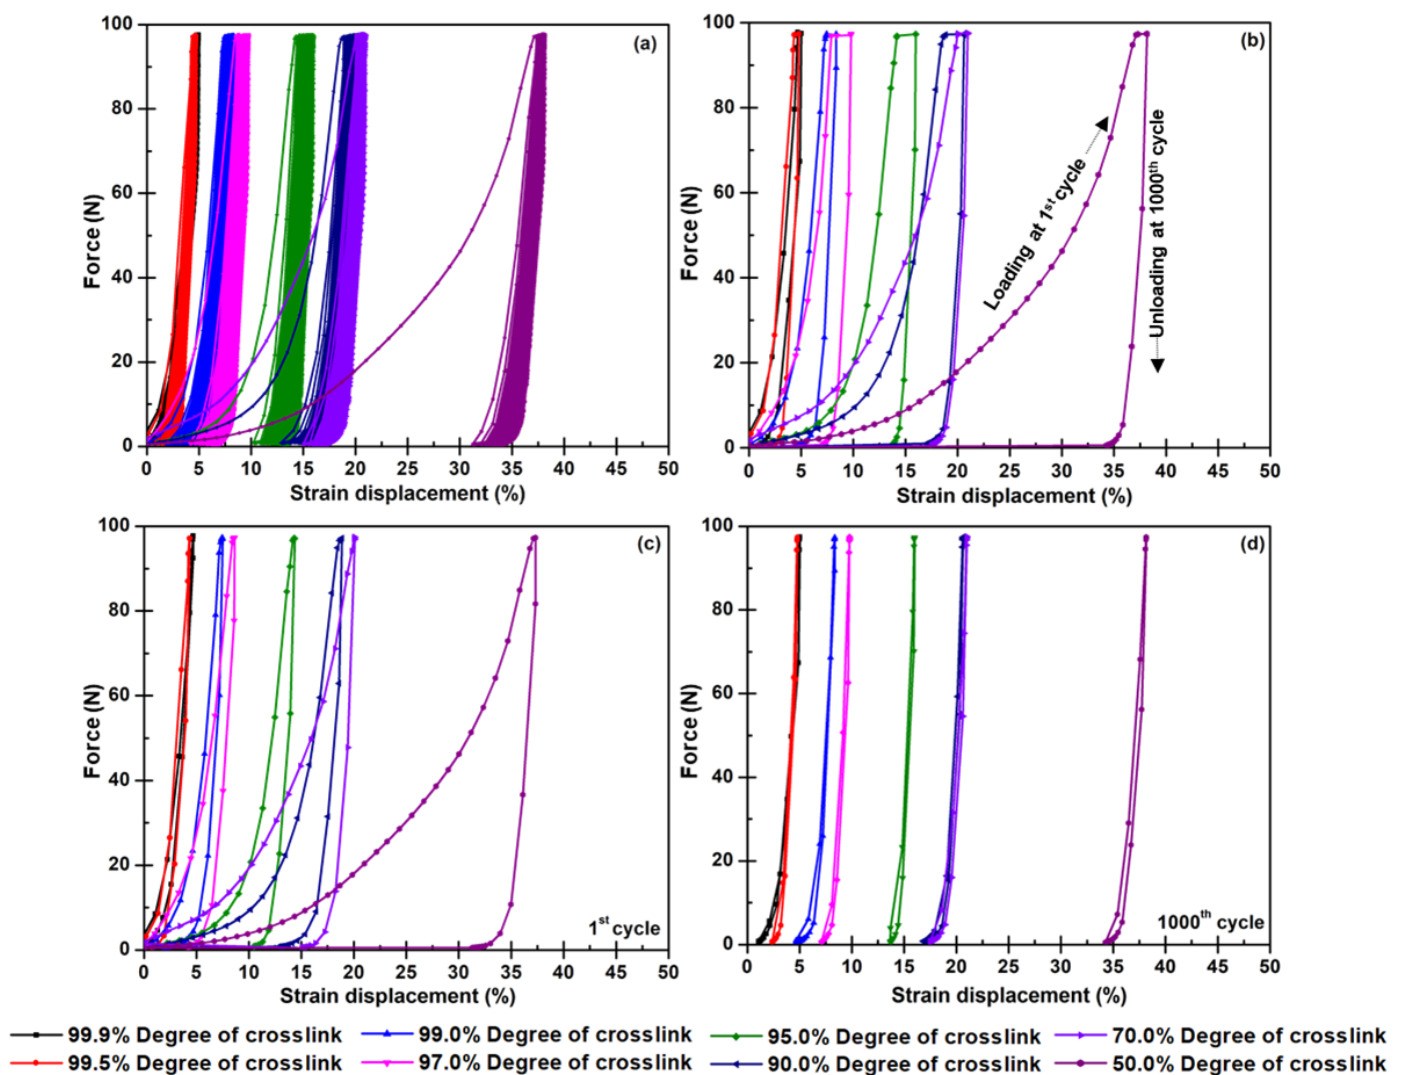 (a)
100
80
60
40
20
0
Force (N)
0 5 10 15 20 25 30 35 40 45 50
Strain displacement (%)
(b)
100
80
60
40
20
0
Force (N)
Loading at 1st cycle
Unloading at 1000th cycle
0 5 10 15 20 25 30 35 40 45 50
Strain displacement (%)
(c)
100
80
60
40
20
0
Force (N)
1st cycle
0 5 10 15 20 25 30 35 40 45 50
Strain displacement (%)
(d)
100
80
60
40
20
0
Force (N)
1000th cycle
0 5 10 15 20 25 30 35 40 45 50
Strain displacement (%)
99.9% Degree of crosslink
99.0% Degree of crosslink
95.0% Degree of crosslink
70.0% Degree of crosslink
99.5% Degree of crosslink
97.0% Degree of crosslink
90.0% Degree of crosslink
50.0% Degree of crosslink